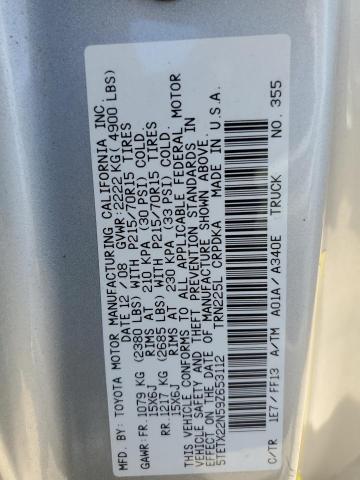 MFD. BY: TOYOTA MOTOR MANUFACTURING CALIFORNIA INC
DATE 12/08 GVWR: 2222 KG( 4900 LBS)
GAWR:FR. 1079 KG (2380 LBS) WITH P215/70R15 TIRES
15X6J RIMS AT 210 KPA (30 PSI) COLD.
RR. 1217 KG (2685 LBS) WITH P215/70R15 TIRES
15X6J RIMS AT 230 KPA (33 PSI) COLD.
THIS VEHICLE CONFORMS TO ALL APPLICABLE FEDERAL MOTOR
VEHICLE SAFETY AND THEFT PREVENTION STANDARDS IN
EFFECT ON THE DATE OF MANUFACTURE SHOWN ABOVE.
5TETX22N59Z653112 TRN225L CRPDKA MADE IN U.S.A.
C/TR 1E7/FF13 A/TM A01A/A340E TRUCK NO. 355